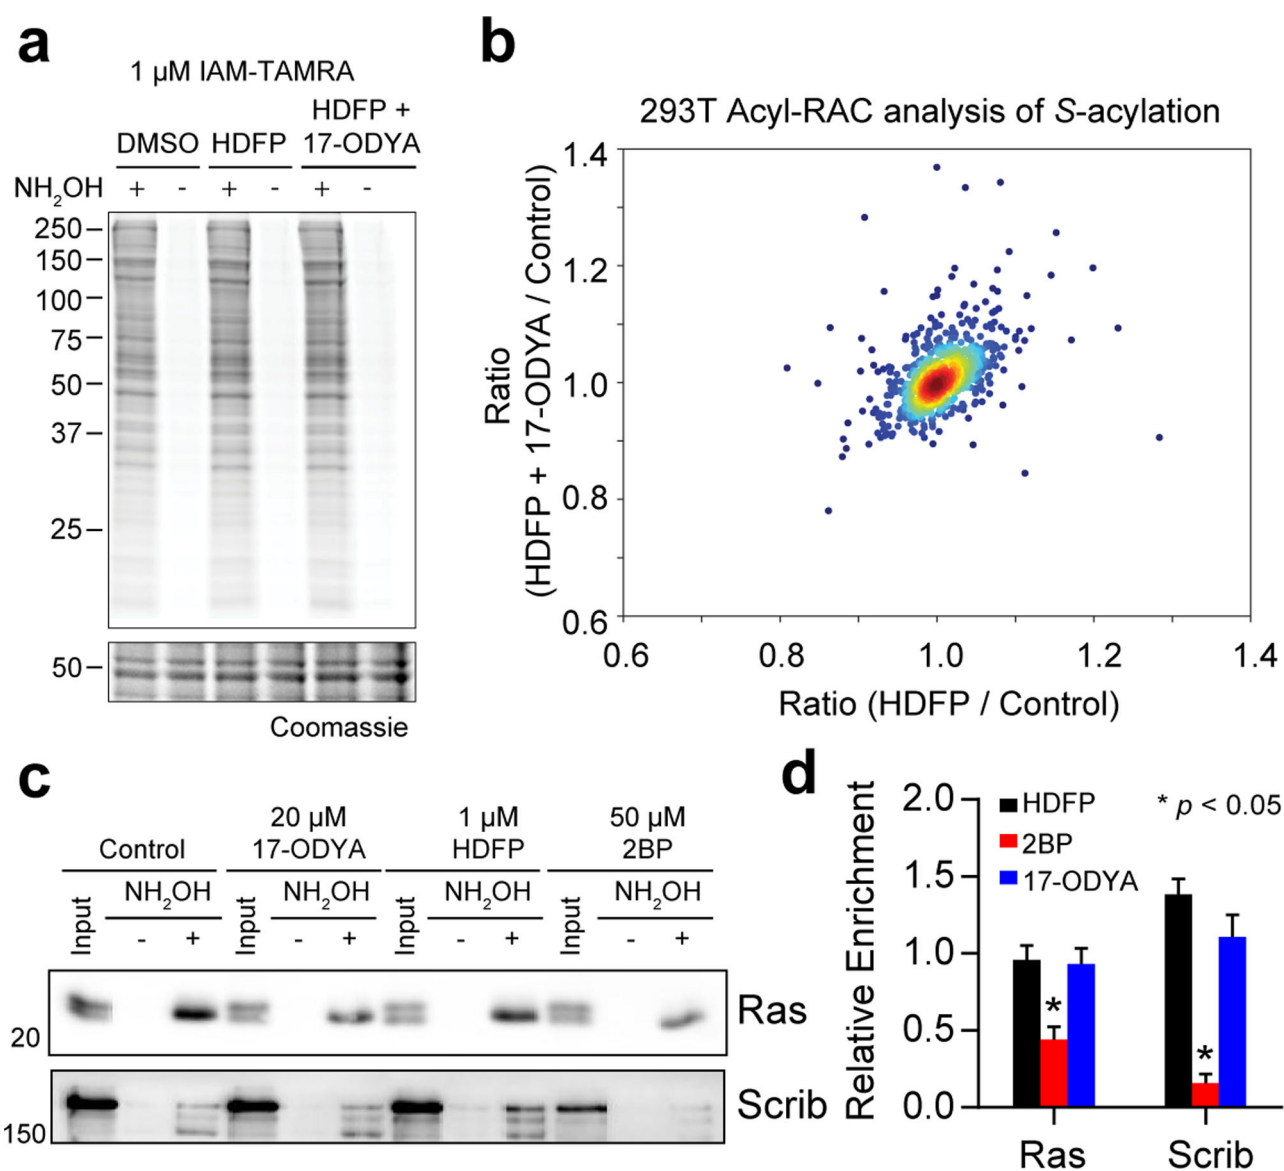 a
1 µM IAM-TAMRA
HDFP +
DMSO HDFP 17-ODYA
NH2OH + - + - + -
250
150
100
75
50
37
25
50
Coomassie
b
293T Acyl-RAC analysis of S-acylation
Ratio
(HDFP + 17-ODYA / Control)
1.4
1.2
1.0
0.8
0.6
0.6 0.8 1.0 1.2 1.4
Ratio (HDFP / Control)
c
20 µM 1 µM 50 µM
Control 17-ODYA HDFP 2BP
Input NH2OH Input NH2OH Input NH2OH Input NH2OH
- + - + - + - +
20
Ras
150
Scrib
d
Relative Enrichment
2.0
1.5
1.0
0.5
0.0
HDFP
2BP
17-ODYA
* p < 0.05
*
*
Ras Scrib